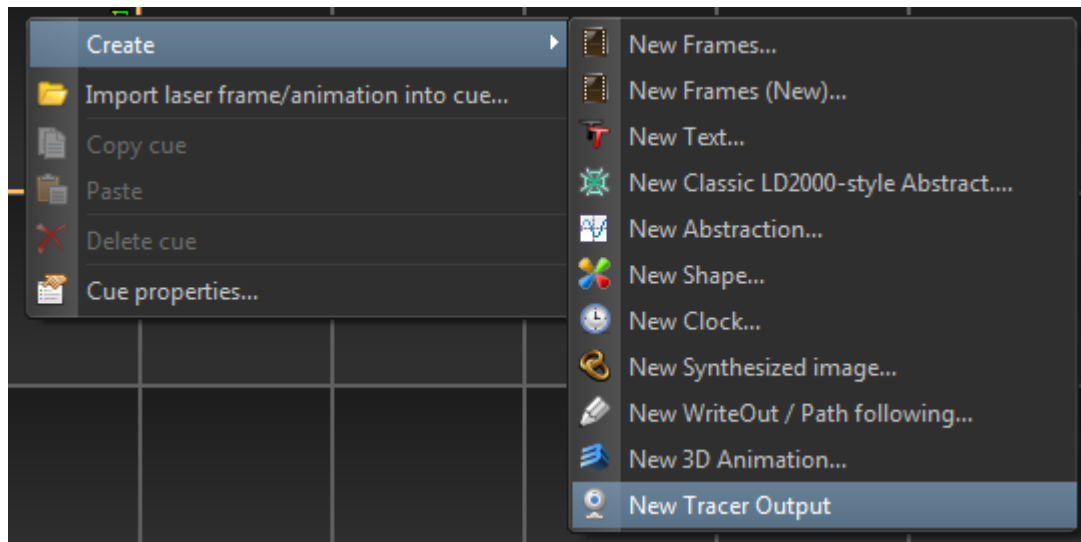 Create
Import laser frame/animation into cue...
Copy cue
Paste
Delete cue
Cue properties...
New Frames...
New Frames (New)...
New Text...
New Classic LD2000-style Abstract....
New Abstraction...
New Shape...
New Clock...
New Synthesized image...
New WriteOut / Path following...
New 3D Animation...
New Tracer Output